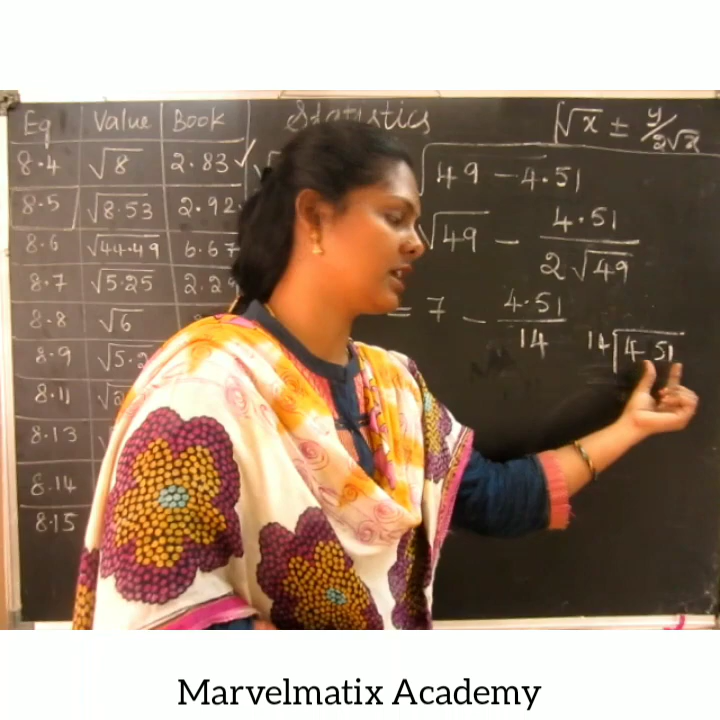 Eq Value Book
8.4 √8 2.83 ✓
8.5 √8.53 2.92
8.6 √44.49 6.67
8.7 √5.25 2.29
8.8 √6
8.9
8.11
8.13
8.14
8.15
Statistics
√x ± y/2√x
√49 - 4.51
√49 - 4.51/2√49
= 7 - 4.51/14
14 4.51
Marvelmatix Academy